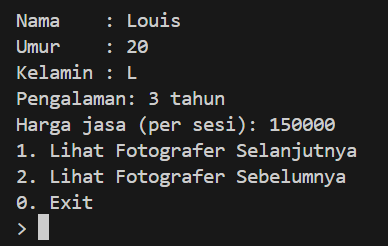 Nama    : Louis
Umur    : 20
Kelamin : L
Pengalaman: 3 tahun
Harga jasa (per sesi): 150000
1. Lihat Fotografer Selanjutnya
2. Lihat Fotografer Sebelumnya
0. Exit
>